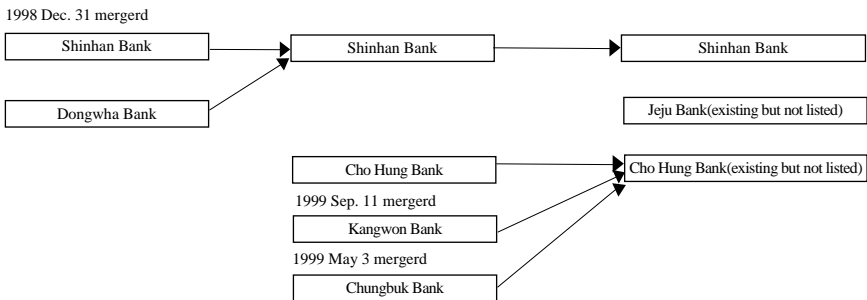 1998 Dec. 31 mergerd
Shinhan Bank
Shinhan Bank
Shinhan Bank
Dongwha Bank
Jeju Bank(existing but not listed)
Cho Hung Bank
Cho Hung Bank(existing but not listed)
1999 Sep. 11 mergerd
Kangwon Bank
1999 May 3 mergerd
Chungbuk Bank